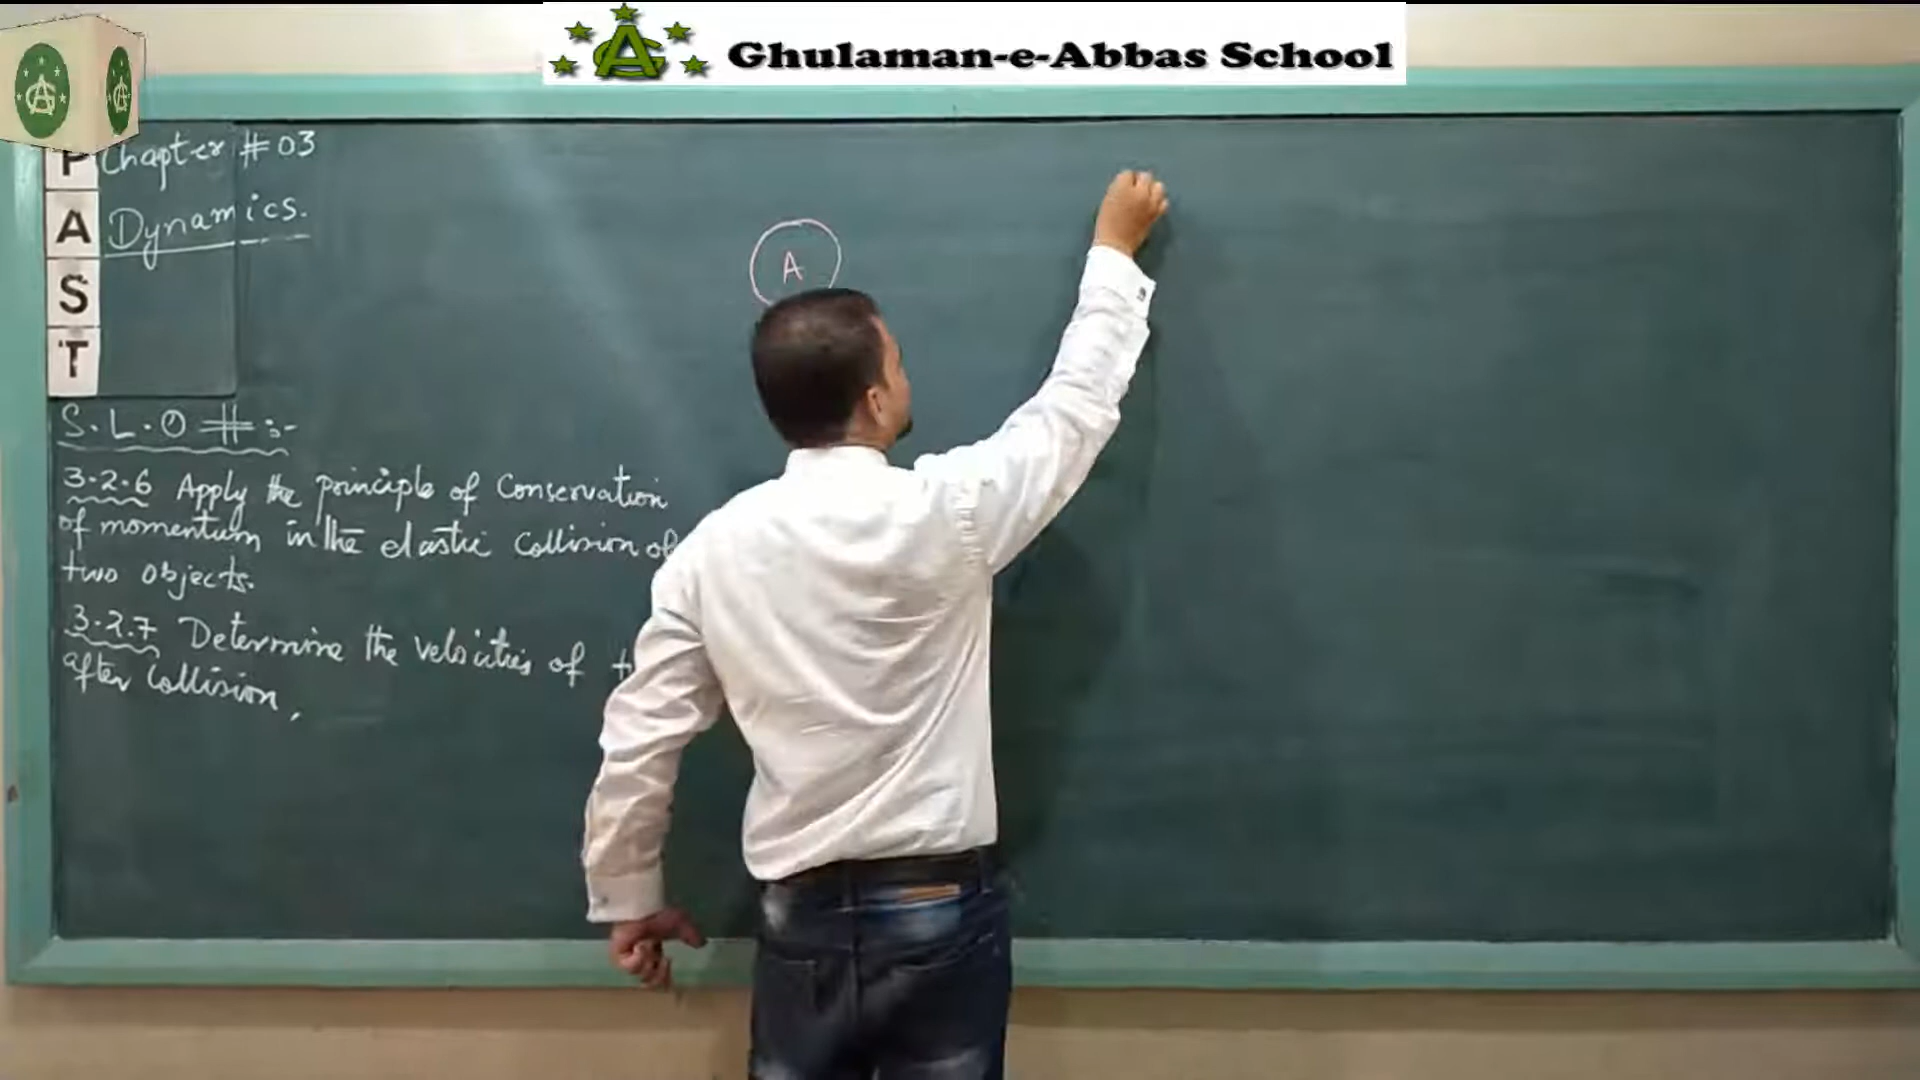 Ghulaman-e-Abbas School
P
A
S
T
Chapter # 03
Dynamics.
A
S.L.O # :-
3.2.6 Apply the principle of Conservation
of momentum in the elastic Collision of
two objects.
3.2.7 Determine the velocities of
after Collision,